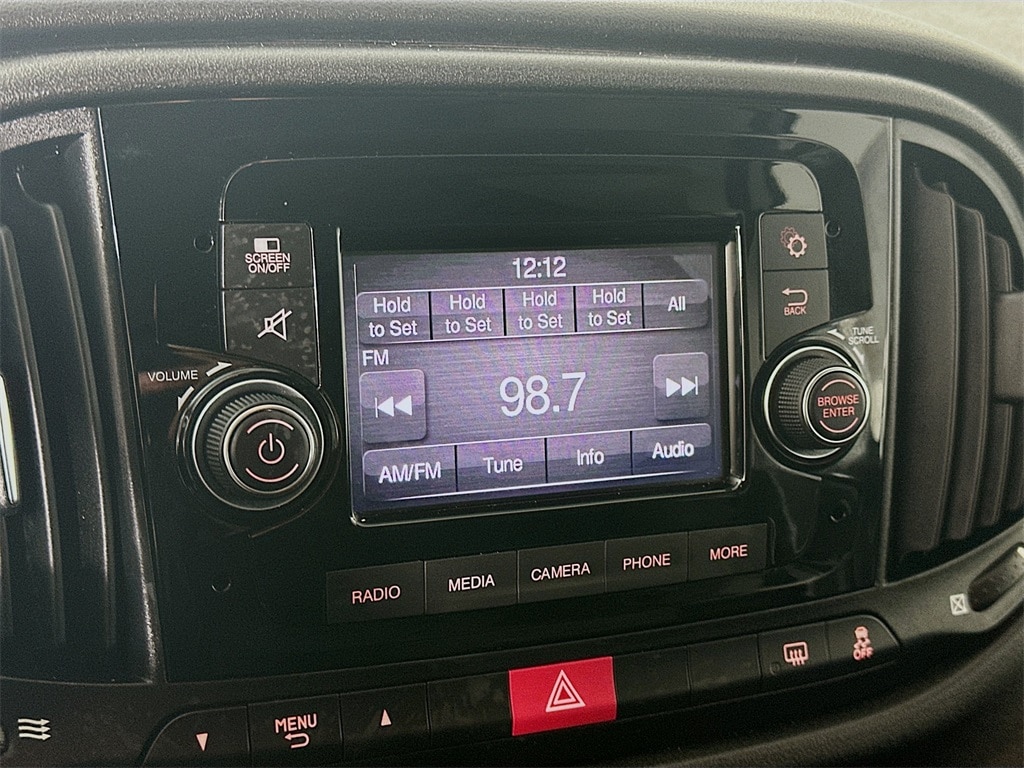 SCREEN
ON/OFF
12:12
Hold
to Set
Hold
to Set
Hold
to Set
Hold
to Set
All
FM
98.7
AM/FM
Tune
Info
Audio
BACK
VOLUME
TUNE
SCROLL
BROWSE
ENTER
RADIO
MEDIA
CAMERA
PHONE
MORE
MENU
OFF